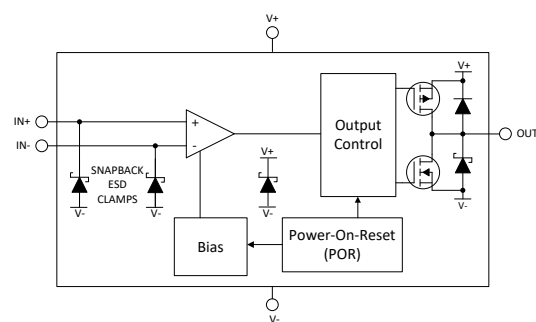 V+
V+
IN+
+
Output
Control
OUT
IN-
-
SNAPBACK
ESD
CLAMPS
V+
V-
V-
V-
V-
Bias
Power-On-Reset
(POR)
V-